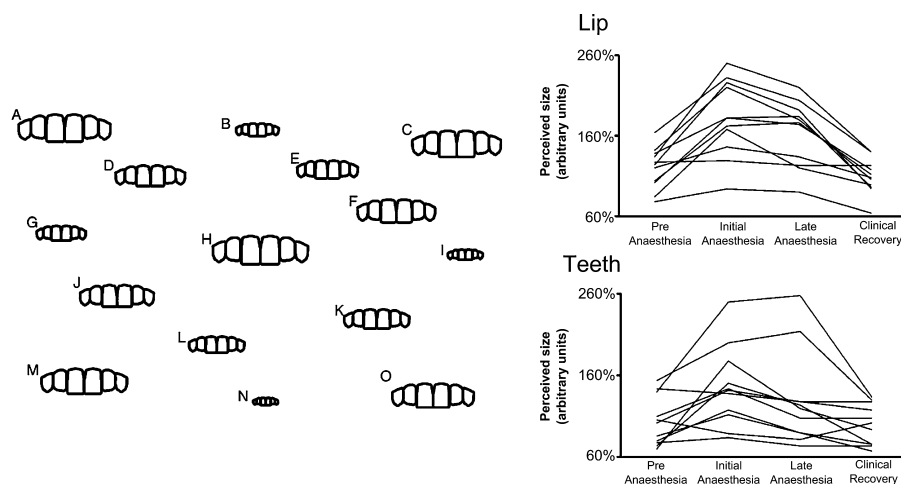 A
B
C
D
E
F
G
H
I
J
K
L
M
N
O
Lip
Perceived size
(arbitrary units)
260%
160%
60%
Pre
Anaesthesia
Initial
Anaesthesia
Late
Anaesthesia
Clinical
Recovery
Teeth
Perceived size
(arbitrary units)
260%
160%
60%
Pre
Anaesthesia
Initial
Anaesthesia
Late
Anaesthesia
Clinical
Recovery